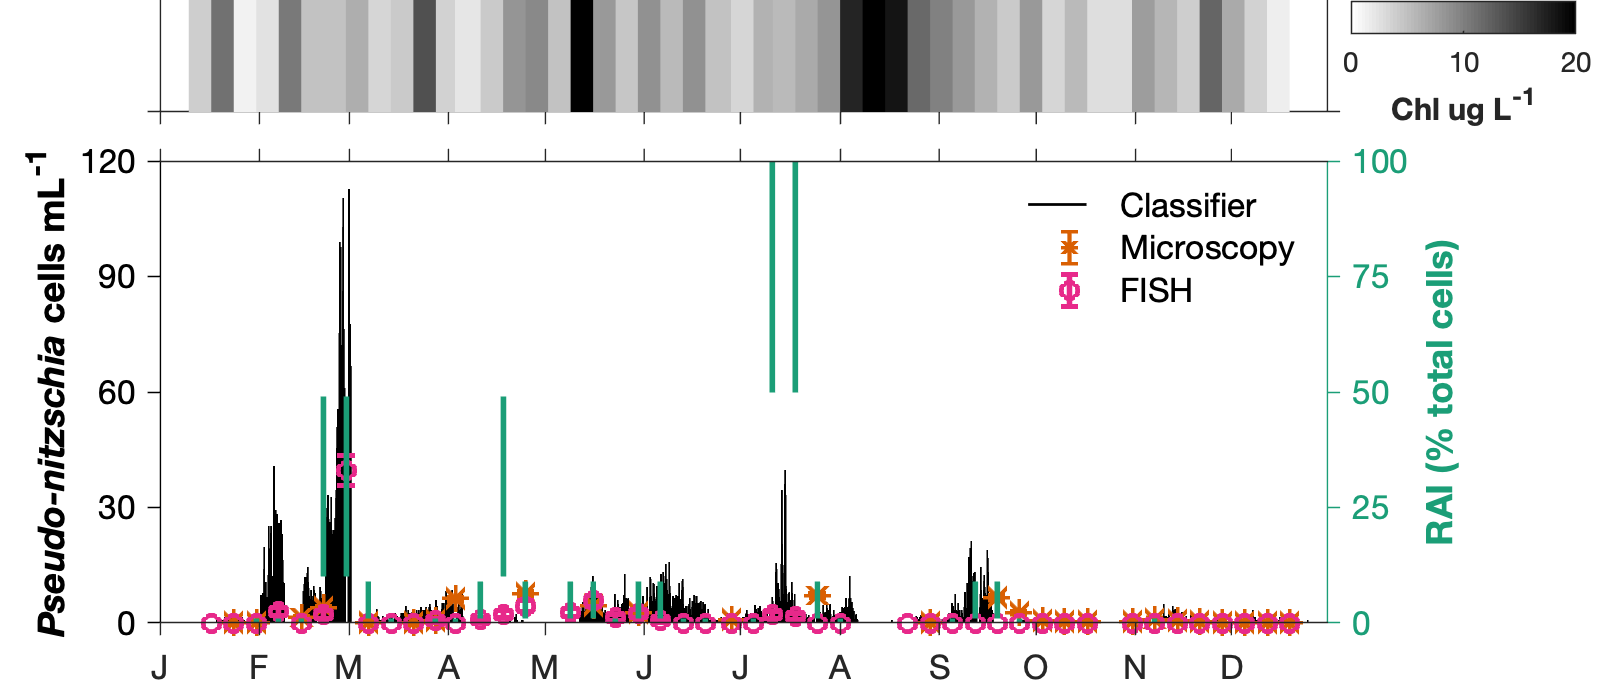 0 10 20
Chl ug L-1
Pseudo-nitzschia cells mL-1
120
90
60
30
0
Classifier
Microscopy
FISH
100
75
50
25
0
RAI (% total cells)
J F M A M J J A S O N D